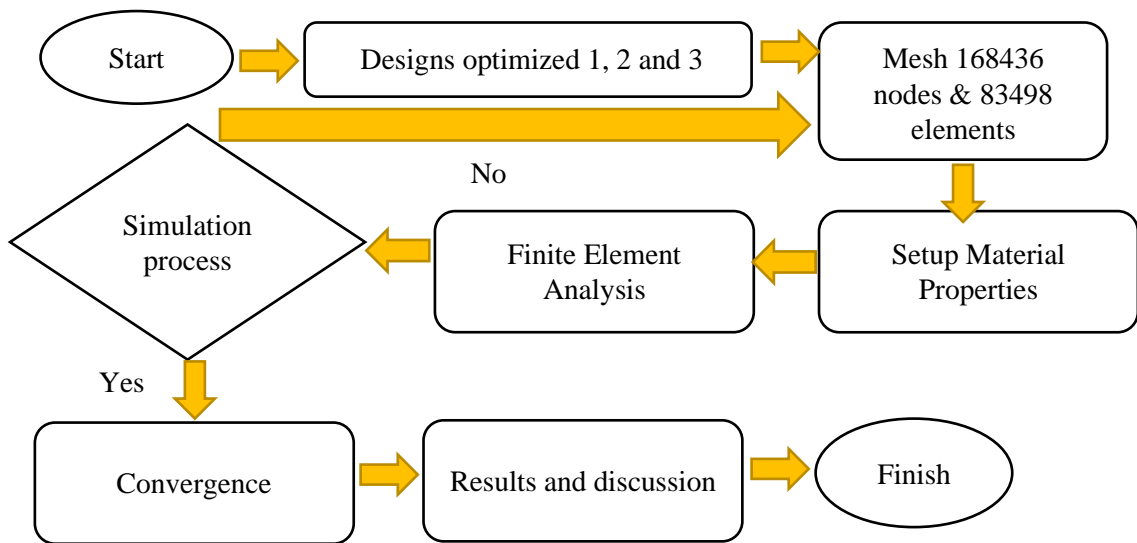 Start
Designs optimized 1, 2 and 3
Mesh 168436
nodes & 83498
elements
No
Simulation
process
Finite Element
Analysis
Setup Material
Properties
Yes
Convergence
Results and discussion
Finish